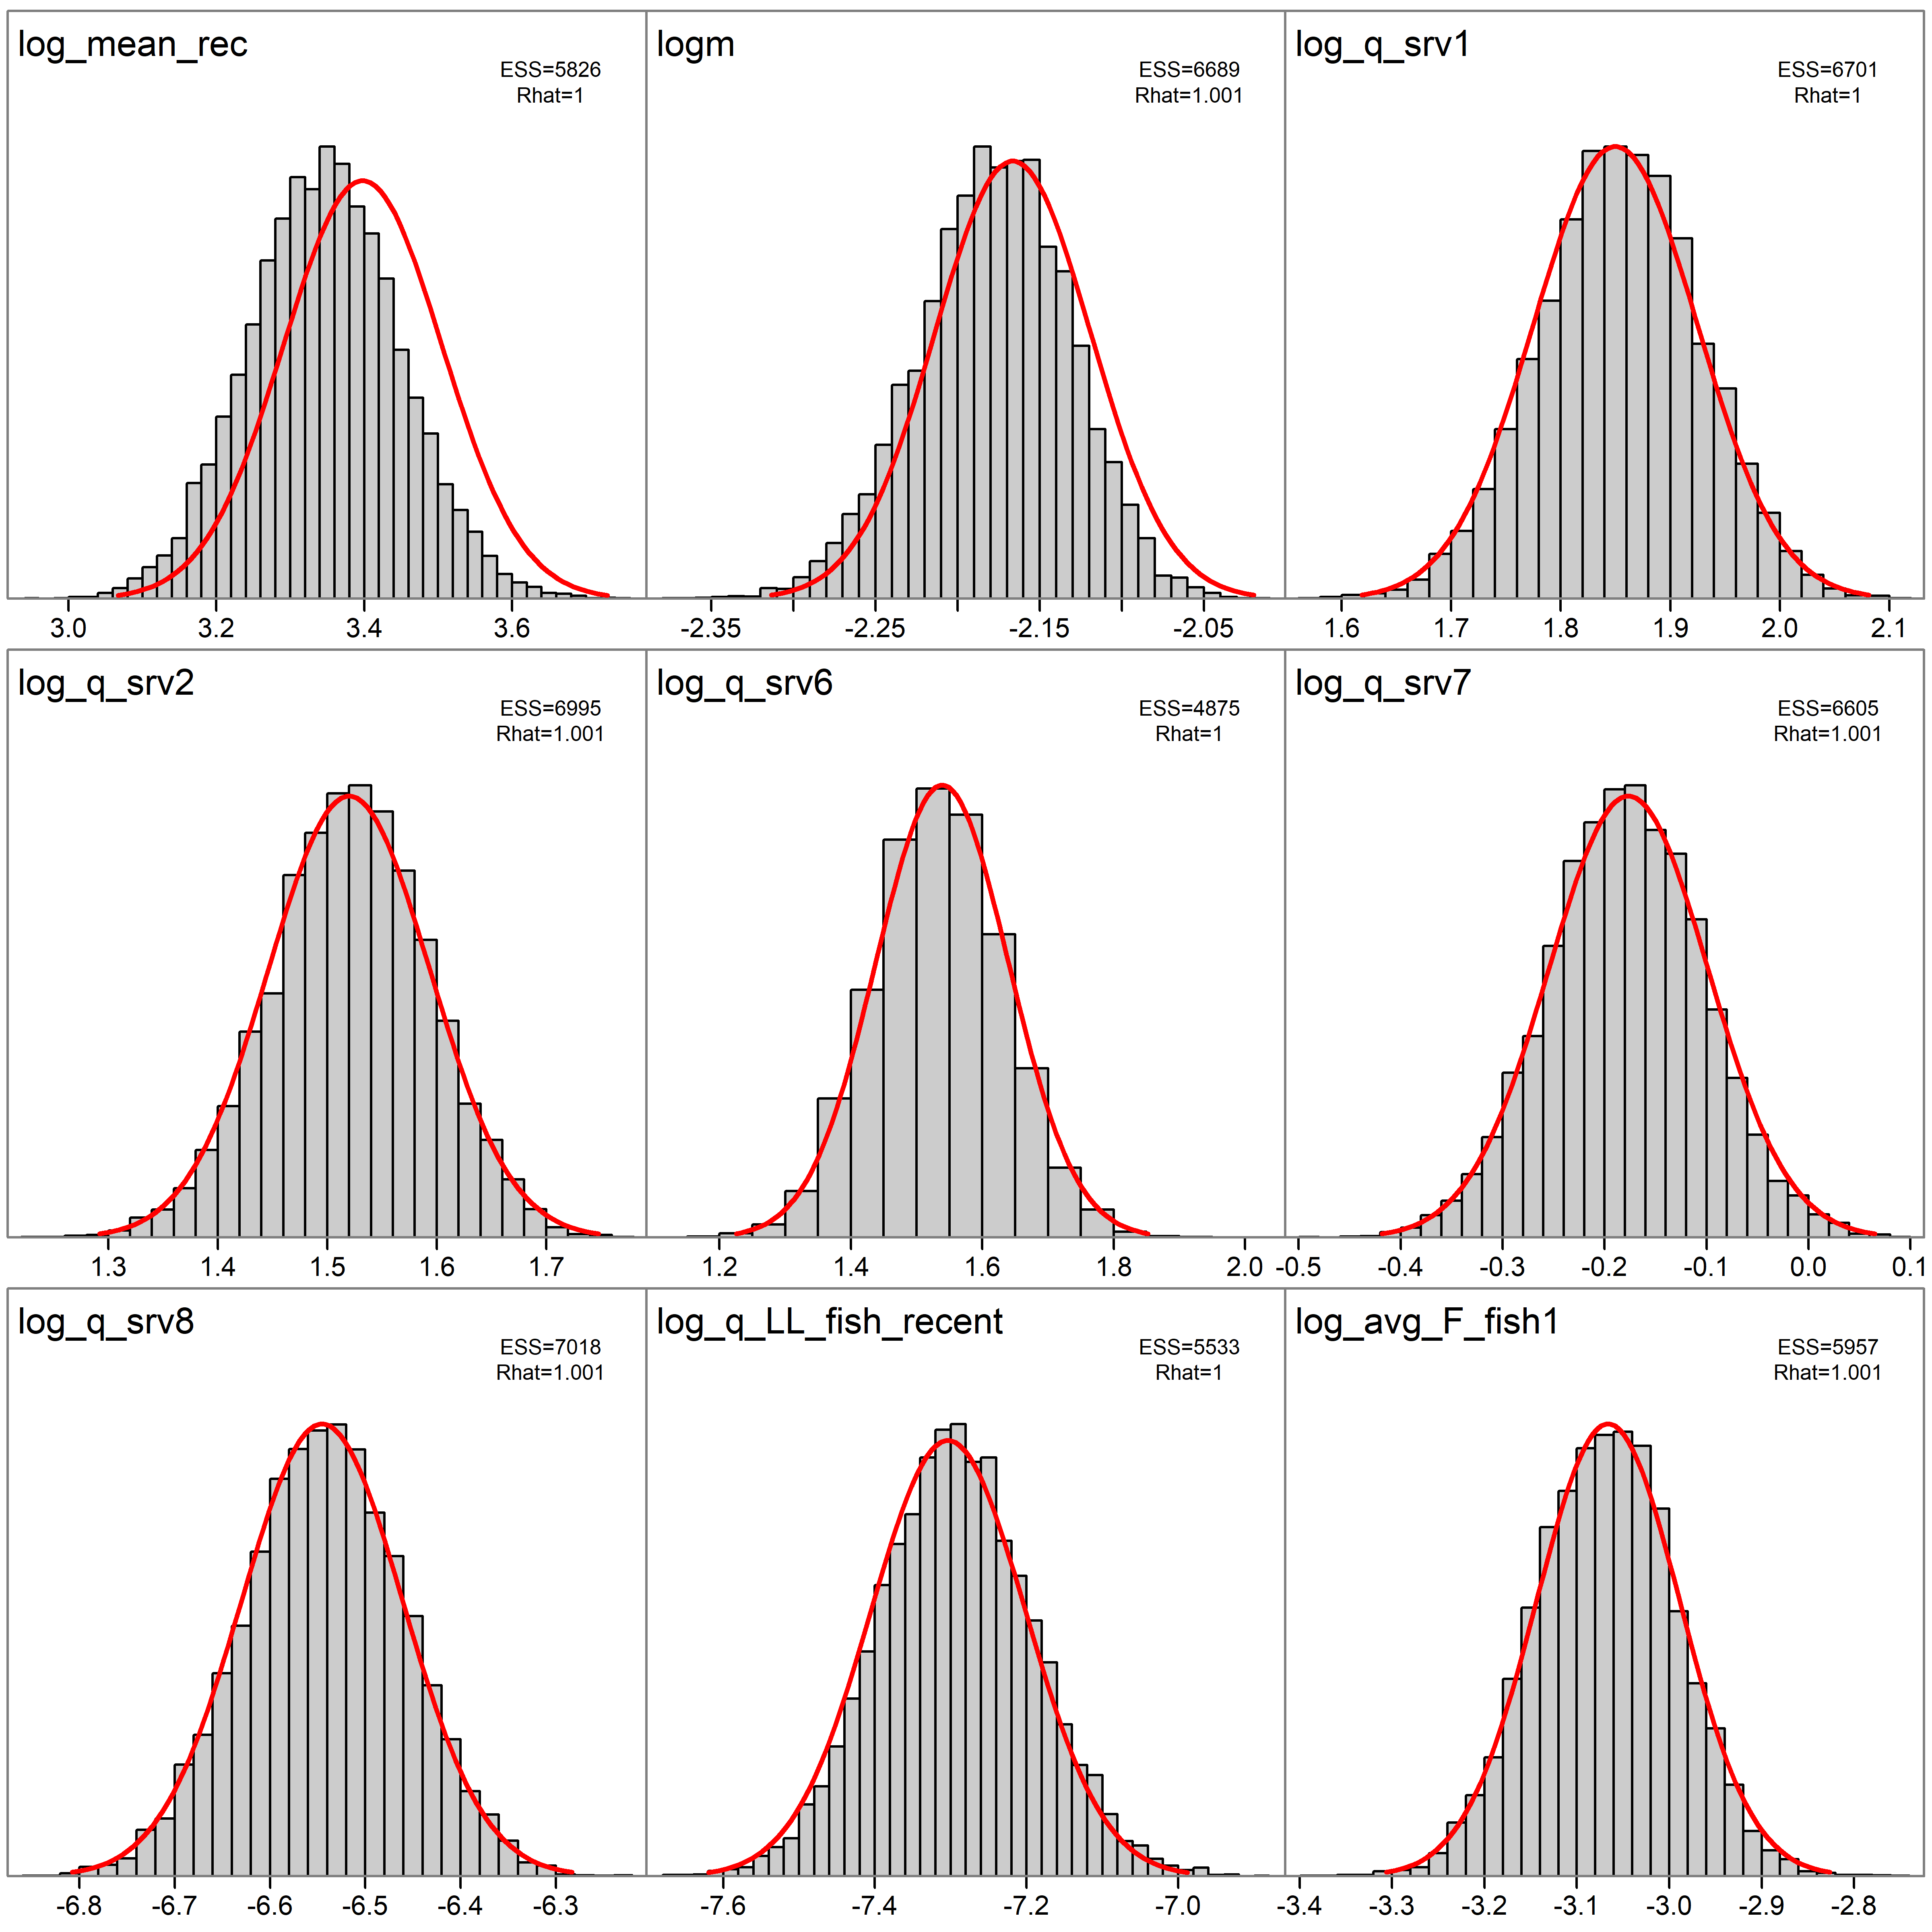 log_mean_rec
ESS=5826
Rhat=1
3.0 3.2 3.4 3.6
logm
ESS=6689
Rhat=1.001
-2.35 -2.25 -2.15 -2.05
log_q_srv1
ESS=6701
Rhat=1
1.6 1.7 1.8 1.9 2.0 2.1
log_q_srv2
ESS=6995
Rhat=1.001
1.3 1.4 1.5 1.6 1.7
log_q_srv6
ESS=4875
Rhat=1
1.2 1.4 1.6 1.8 2.0
log_q_srv7
ESS=6605
Rhat=1.001
-0.5 -0.4 -0.3 -0.2 -0.1 0.0 0.1
log_q_srv8
ESS=7018
Rhat=1.001
-6.8 -6.7 -6.6 -6.5 -6.4 -6.3
log_q_LL_fish_recent
ESS=5533
Rhat=1
-7.6 -7.4 -7.2 -7.0
log_avg_F_fish1
ESS=5957
Rhat=1.001
-3.4 -3.3 -3.2 -3.1 -3.0 -2.9 -2.8